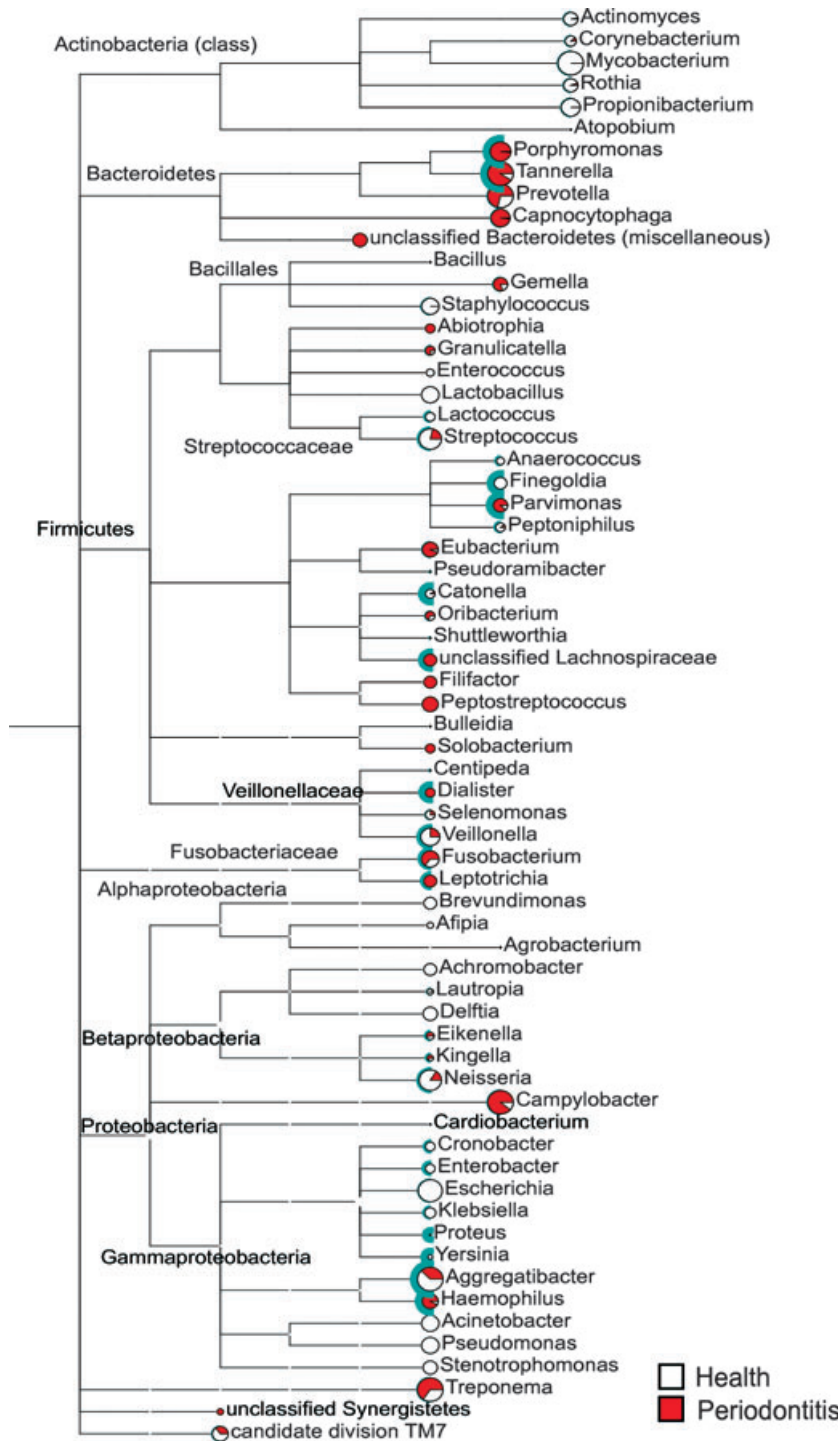 Actinomyces
Actinobacteria (class)
Corynebacterium
Mycobacterium
Rothia
Propionibacterium
Atopobium
Porphyromonas
Bacteroidetes
Tannerella
Prevotella
Capnocytophaga
unclassified Bacteroidetes (miscellaneous)
Bacillus
Bacillales
Gemella
Staphylococcus
Abiotrophia
Granulicatella
Enterococcus
Lactobacillus
Lactococcus
Streptococcus
Streptococcaceae
Anaerococcus
Finegoldia
Parvimonas
Firmicutes
Peptoniphilus
Eubacterium
Pseudoramibacter
Catonella
Oribacterium
Shuttleworthia
unclassified Lachnospiraceae
Filifactor
Peptostreptococcus
Bulleidia
Solobacterium
Centipeda
Veillonellaceae
Dialister
Selenomonas
Veillonella
Fusobacteriaceae
Fusobacterium
Leptotrichia
Alphaproteobacteria
Brevundimonas
Afipia
Agrobacterium
Achromobacter
Lautropia
Delftia
Betaproteobacteria
Eikenella
Kingella
Neisseria
Campylobacter
Proteobacteria
Cardiobacterium
Cronobacter
Enterobacter
Escherichia
Klebsiella
Proteus
Gammaproteobacteria
Yersinia
Aggregatibacter
Haemophilus
Acinetobacter
Pseudomonas
Stenotrophomonas
Treponema
unclassified Synergistetes
candidate division TM7
Health
Periodontitis